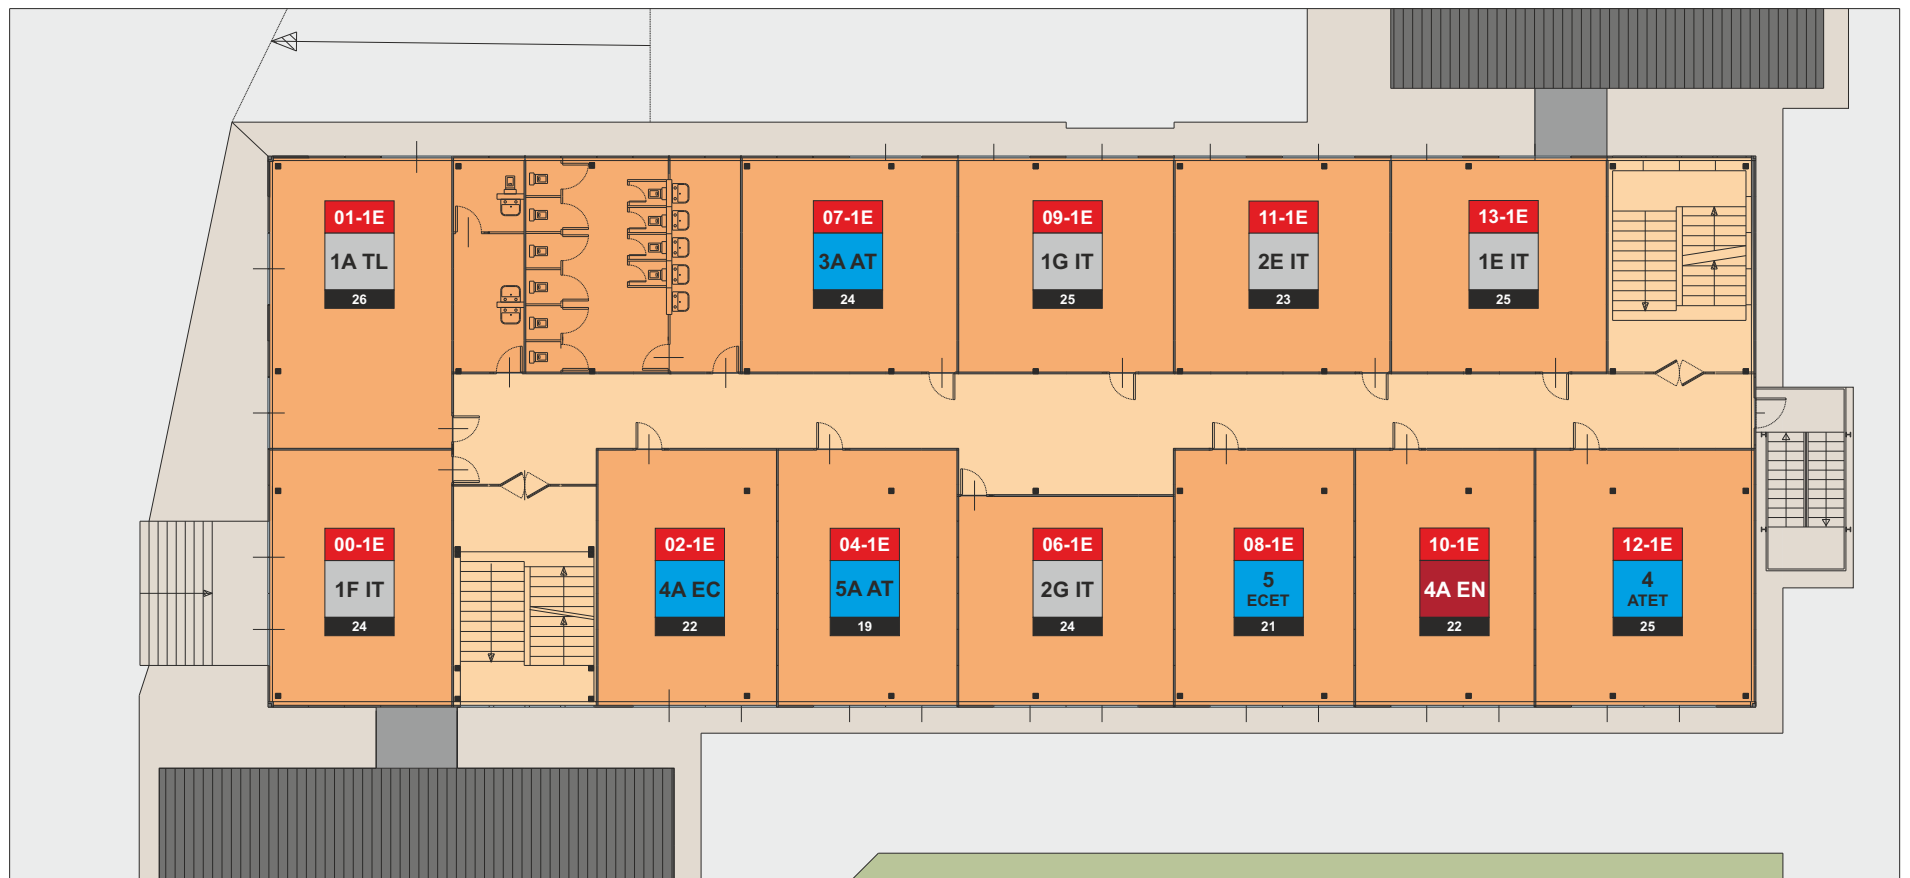 01-1E
1A TL
26
07-1E
3A AT
24
09-1E
1G IT
25
11-1E
2E IT
23
13-1E
1E IT
25
00-1E
1F IT
24
02-1E
4A EC
22
04-1E
5A AT
19
06-1E
2G IT
24
08-1E
5
ECET
21
10-1E
4A EN
22
12-1E
4
ATET
25